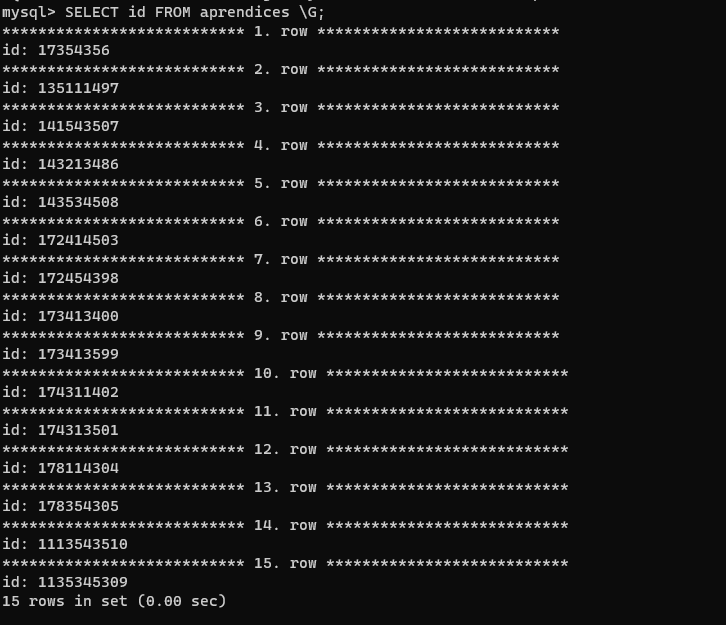 mysql> SELECT id FROM aprendices \G;
*************************** 1. row ***************************
id: 17354356
*************************** 2. row ***************************
id: 135111497
*************************** 3. row ***************************
id: 141543507
*************************** 4. row ***************************
id: 143213486
*************************** 5. row ***************************
id: 143534508
*************************** 6. row ***************************
id: 172414503
*************************** 7. row ***************************
id: 172454398
*************************** 8. row ***************************
id: 173413400
*************************** 9. row ***************************
id: 173413599
*************************** 10. row ***************************
id: 174311402
*************************** 11. row ***************************
id: 174313501
*************************** 12. row ***************************
id: 178114304
*************************** 13. row ***************************
id: 178354305
*************************** 14. row ***************************
id: 1113543510
*************************** 15. row ***************************
id: 1135345309
15 rows in set (0.00 sec)